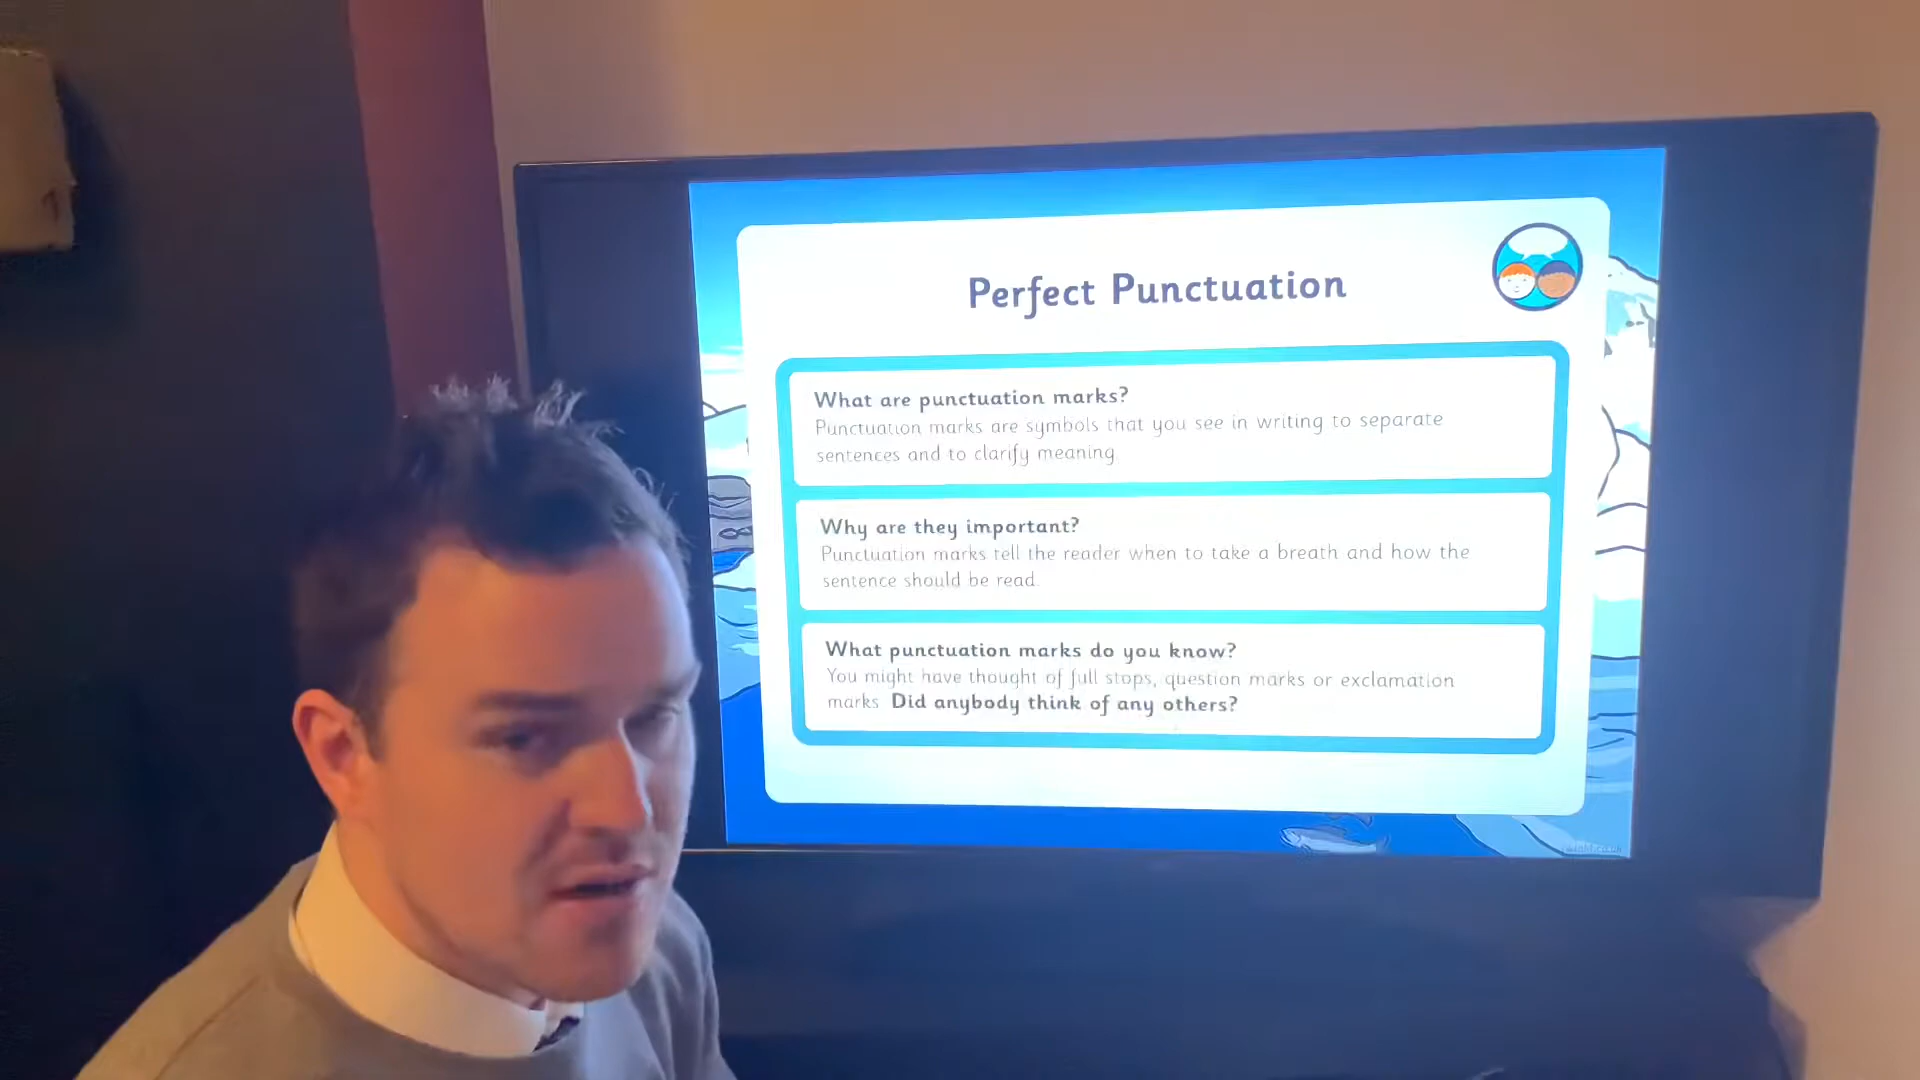 Perfect Punctuation
What are punctuation marks?
Punctuation marks are symbols that you see in writing to separate
sentences and to clarify meaning.
Why are they important?
Punctuation marks tell the reader when to take a breath and how the
sentence should be read.
What punctuation marks do you know?
You might have thought of full stops, question marks or exclamation
marks. Did anybody think of any others?